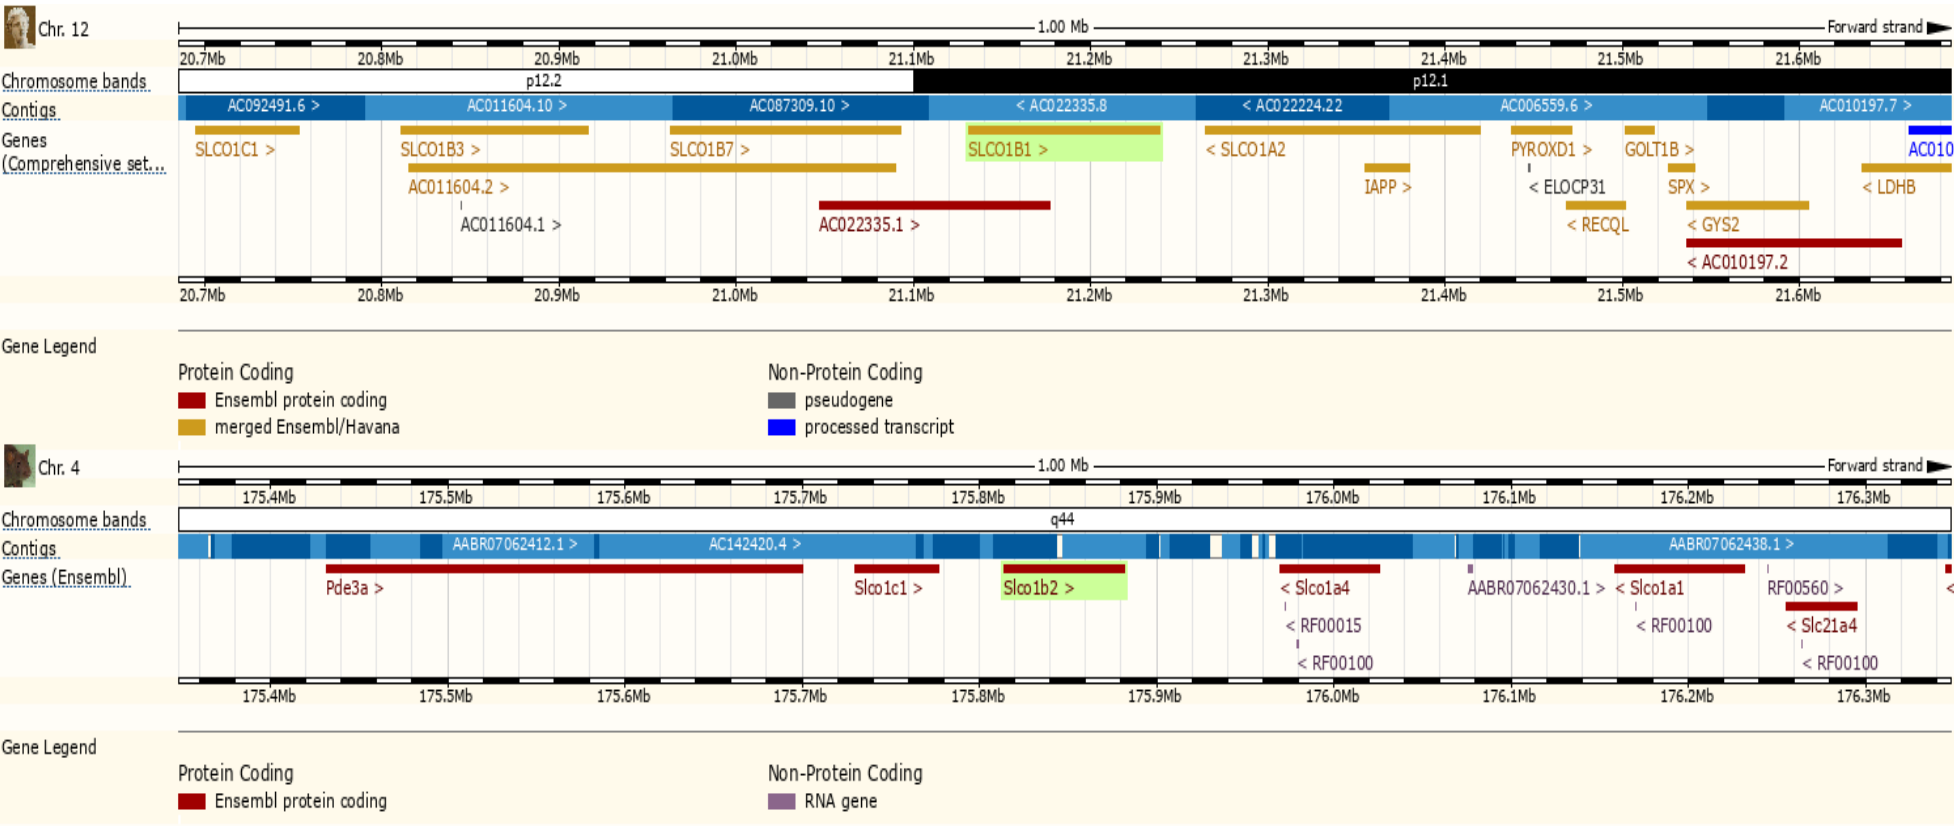 Chr. 12
1.00 Mb
Forward strand
20.7Mb 20.8Mb 20.9Mb 21.0Mb 21.1Mb 21.2Mb 21.3Mb 21.4Mb 21.5Mb 21.6Mb
Chromosome bands p12.2 p12.1
Contigs AC092491.6 > AC011604.10 > AC087309.10 > < AC022335.8 < AC022224.22 AC006559.6 > AC010197.7 >
Genes
(Comprehensive set...
SLCO1C1 > SLCO1B3 > SLCO1B7 > SLCO1B1 > < SLCO1A2 PYROXD1 > GOLT1B > AC010
AC011604.2 > IAPP > < ELOCP31 SPX > < LDHB
AC011604.1 > AC022335.1 > < RECQL < GYS2
< AC010197.2
20.7Mb 20.8Mb 20.9Mb 21.0Mb 21.1Mb 21.2Mb 21.3Mb 21.4Mb 21.5Mb 21.6Mb
Gene Legend
Protein Coding Non-Protein Coding
Ensembl protein coding pseudogene
merged Ensembl/Havana processed transcript
Chr. 4
1.00 Mb
Forward strand
175.4Mb 175.5Mb 175.6Mb 175.7Mb 175.8Mb 175.9Mb 176.0Mb 176.1Mb 176.2Mb 176.3Mb
Chromosome bands q44
Contigs AABR07062412.1 > AC142420.4 > AABR07062438.1 >
Genes (Ensembl)
Pde3a > Slco1c1 > Slco1b2 > < Slco1a4 AABR07062430.1 > < Slco1a1 RF00560 > <
< RF00015 < RF00100 < Slc21a4
< RF00100 < RF00100
175.4Mb 175.5Mb 175.6Mb 175.7Mb 175.8Mb 175.9Mb 176.0Mb 176.1Mb 176.2Mb 176.3Mb
Gene Legend
Protein Coding Non-Protein Coding
Ensembl protein coding RNA gene